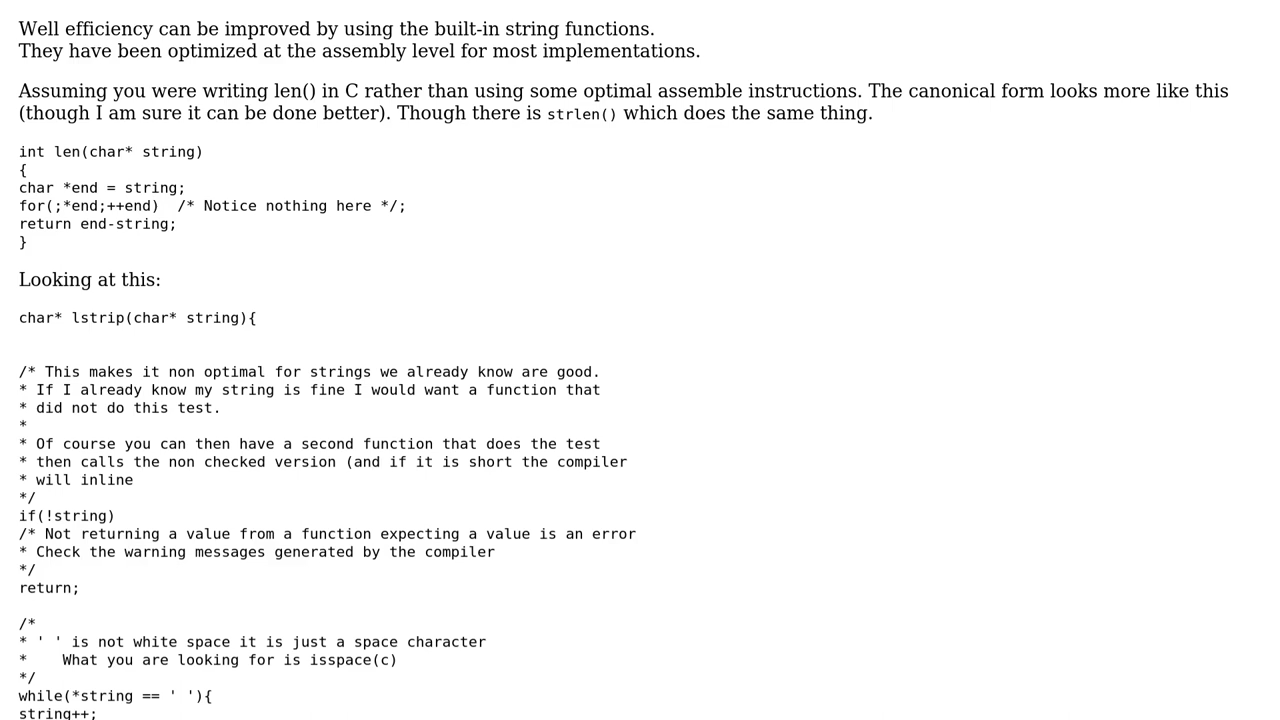 Well efficiency can be improved by using the built-in string functions.
They have been optimized at the assembly level for most implementations.
Assuming you were writing len() in C rather than using some optimal assemble instructions. The canonical form looks more like this
(though I am sure it can be done better). Though there is strlen() which does the same thing.
int len(char* string)
{
char *end = string;
for(;*end;++end)  /* Notice nothing here */;
return end-string;
}
Looking at this:
char* lstrip(char* string){
/* This makes it non optimal for strings we already know are good.
* If I already know my string is fine I would want a function that
* did not do this test.
*
* Of course you can then have a second function that does the test
* then calls the non checked version (and if it is short the compiler
* will inline
*/
if(!string)
/* Not returning a value from a function expecting a value is an error
* Check the warning messages generated by the compiler
*/
return;
/*
* ' ' is not white space it is just a space character
*    What you are looking for is isspace(c)
*/
while(*string == ' '){
string++;